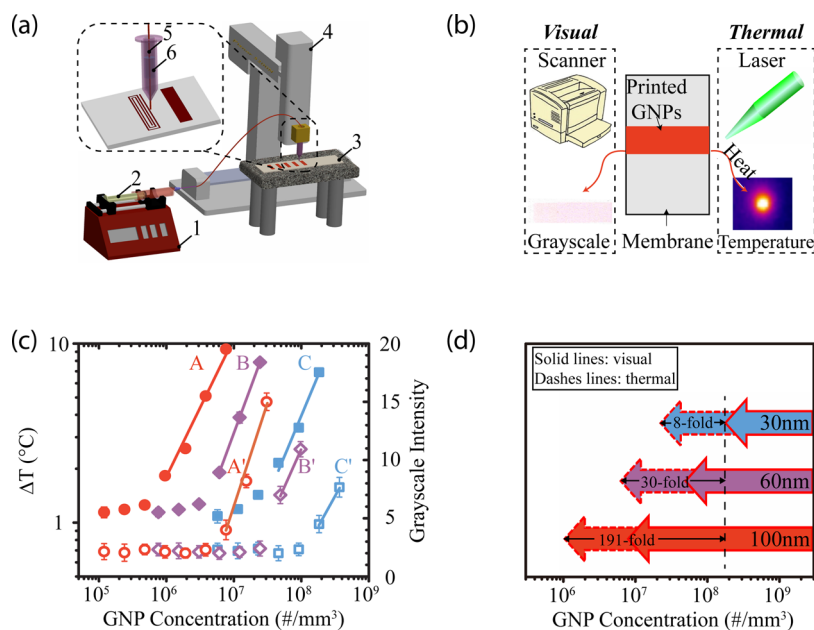 (a)
5
6
4
3
2
1
(b)
Visual
Thermal
Scanner
Laser
Printed
GNPs
Heat
Grayscale
Membrane
Temperature
(c)
10
1
ΔT (°C)
A
B
C
A'
B'
C'
20
15
10
5
0
Grayscale Intensity
10⁵ 10⁶ 10⁷ 10⁸ 10⁹
GNP Concentration (#/mm³)
(d)
Solid lines: visual
Dashes lines: thermal
8-fold
30nm
30-fold
60nm
191-fold
100nm
10⁶ 10⁷ 10⁸ 10⁹
GNP Concentration (#/mm³)